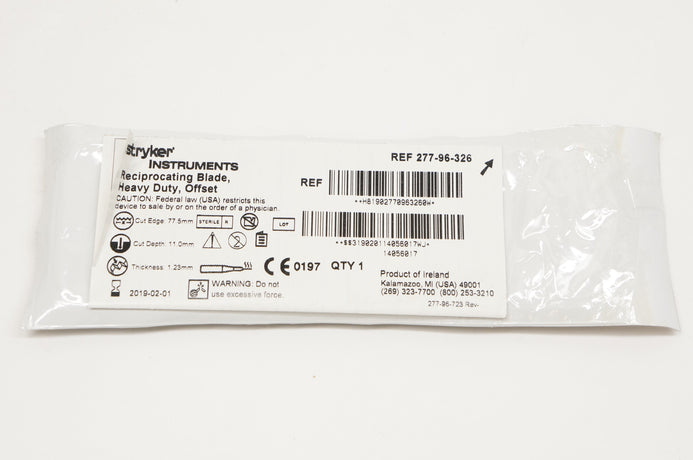 stryker
INSTRUMENTS
REF 277-96-326
Reciprocating Blade,
Heavy Duty, Offset
CAUTION: Federal law (USA) restricts this
device to sale by or on the order of a physician.
REF
**H81902770963260W*
Cut Edge: 77.5mm
STERILE R
LOT
**$$319020114056017WJ*
14056017
Cut Depth: 11.0mm
Thickness: 1.23mm
CE 0197 QTY 1
2019-02-01
WARNING: Do not
use excessive force.
Product of Ireland
Kalamazoo, MI (USA) 49001
(269) 323-7700 (800) 253-3210
277-96-723 Rev-